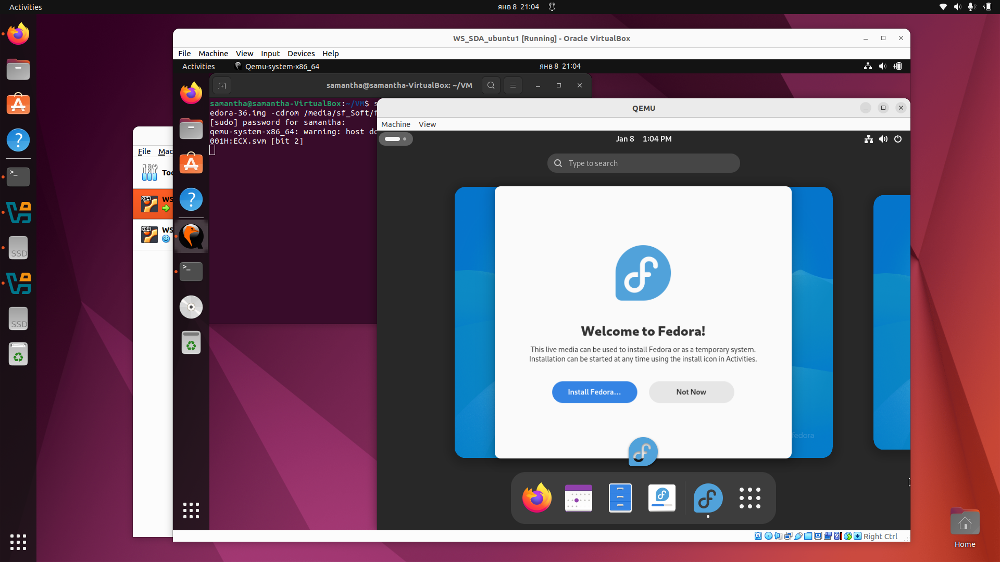 Activities
янв 8 21:04
WS_SDA_ubuntu1 [Running] - Oracle VirtualBox
File Machine View Input Devices Help
Activities Qemu-system-x86_64 янв 8 21:04
samantha@samantha-VirtualBox: ~/VM
samantha@samantha-VirtualBox:~/VM$ s
edora-36.img -cdrom /media/sf_Soft/f
[sudo] password for samantha:
qemu-system-x86_64: warning: host do
001H:ECX.svm [bit 2]
QEMU
Machine View
Jan 8 1:04 PM
Type to search
Welcome to Fedora!
This live media can be used to install Fedora or as a temporary system.
Installation can be started at any time using the install icon in Activities.
Install Fedora...
Not Now
fedora
File Mac
Too
x64 WS
x64 WS
>_
SSD
SSD
>_
Right Ctrl
Home